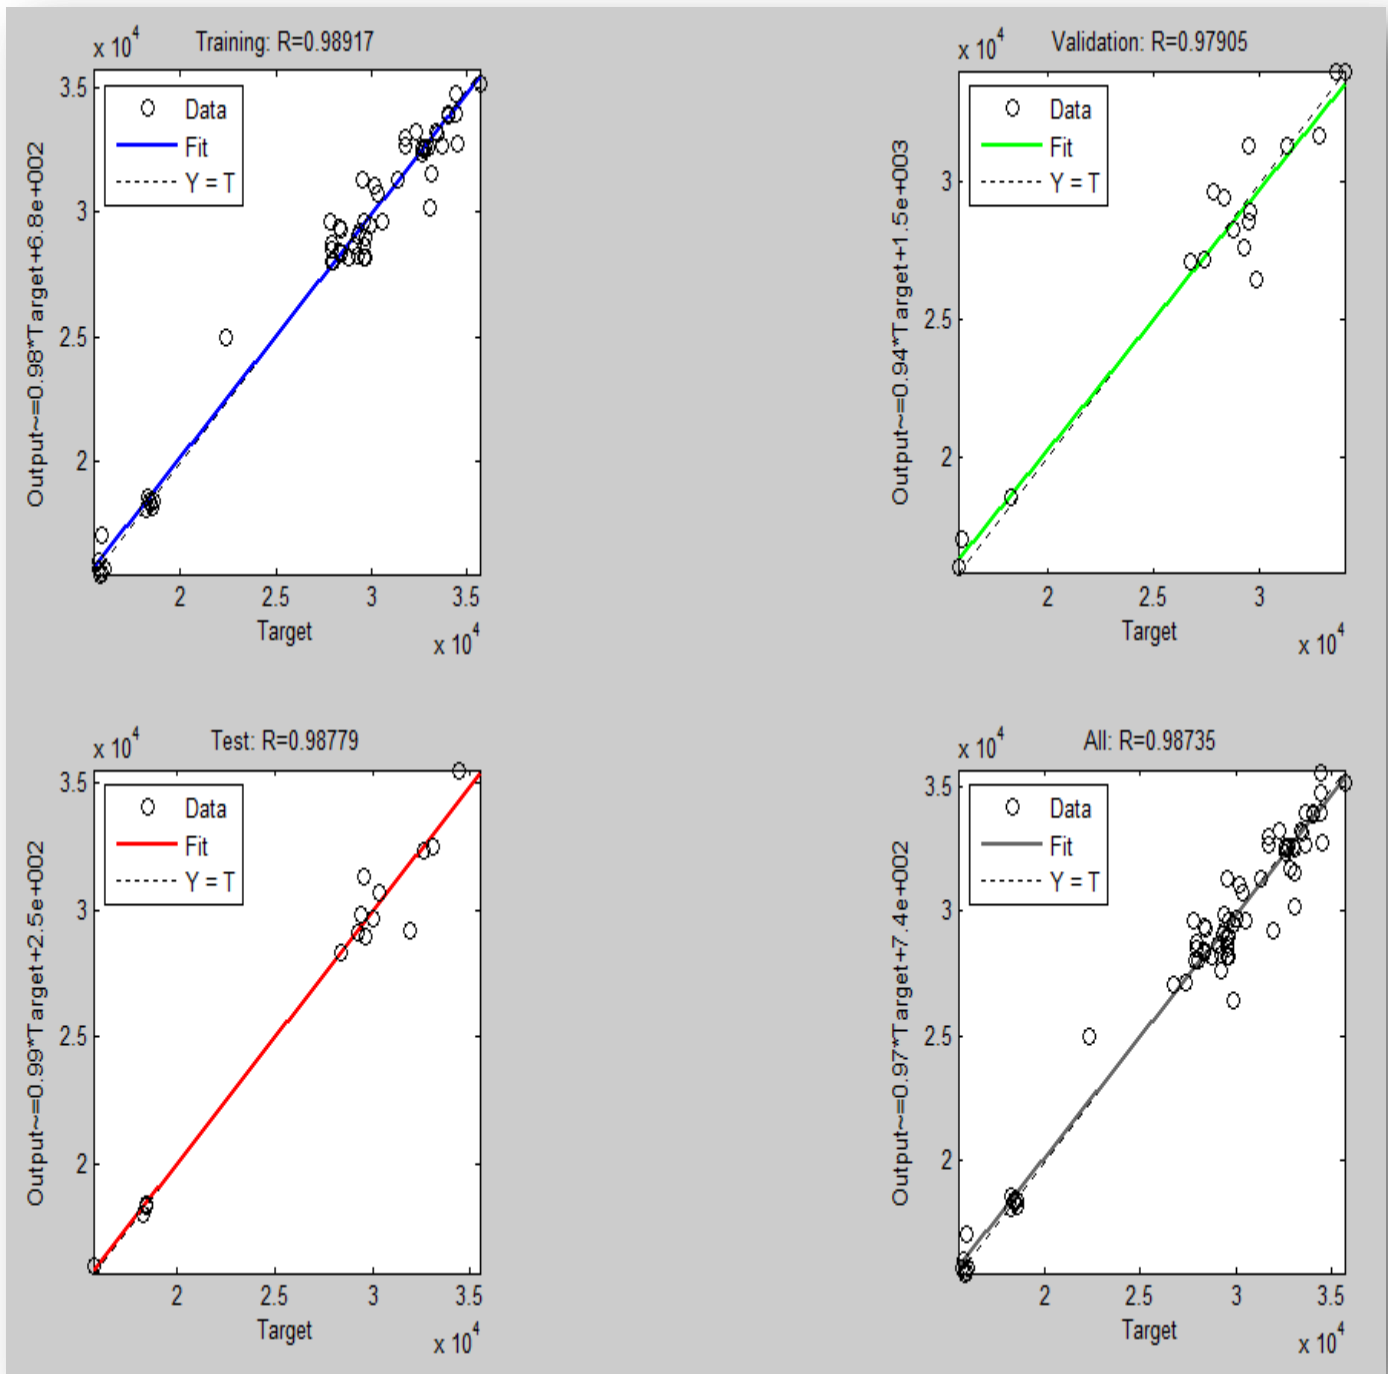 Training: R=0.98917
x 10^4
Output~=0.98*Target+6.8e+002
3.5
3
2.5
2
Data
Fit
Y = T
2 2.5 3 3.5
Target
x 10^4
Validation: R=0.97905
x 10^4
Output~=0.94*Target+1.5e+003
3
2.5
2
Data
Fit
Y = T
2 2.5 3
Target
x 10^4
Test: R=0.98779
x 10^4
Output~=0.99*Target+2.5e+002
3.5
3
2.5
2
Data
Fit
Y = T
2 2.5 3 3.5
Target
x 10^4
All: R=0.98735
x 10^4
Output~=0.97*Target+7.4e+002
3.5
3
2.5
2
Data
Fit
Y = T
2 2.5 3 3.5
Target
x 10^4